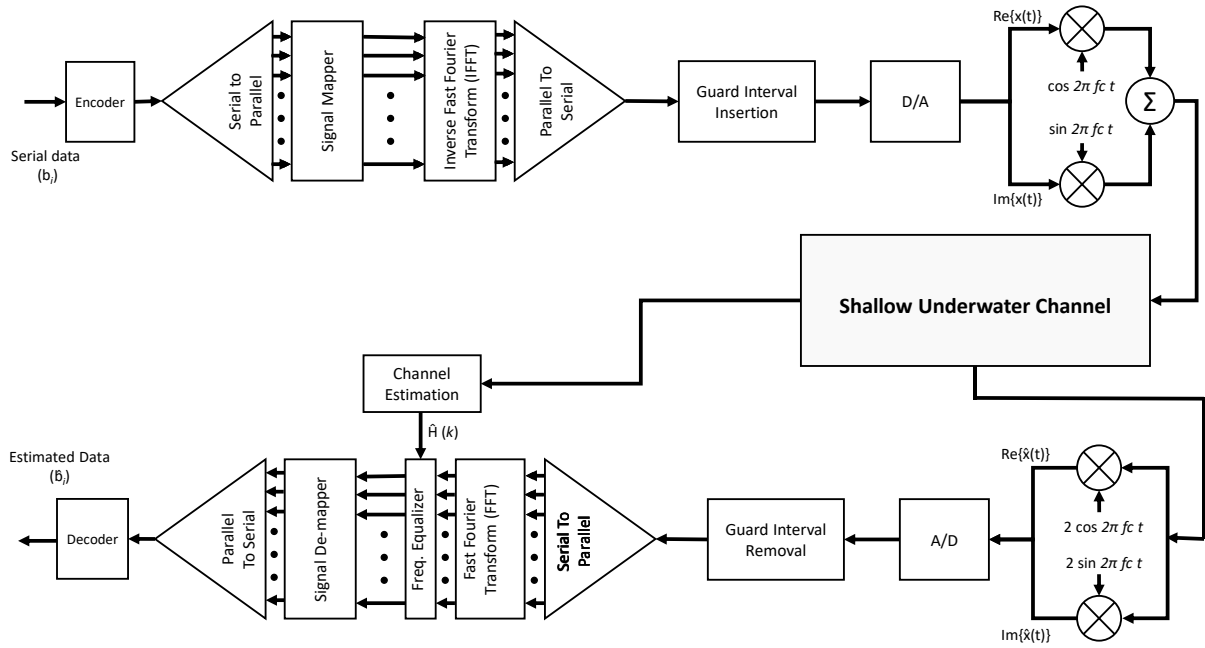 Encoder
Serial data
(bᵢ)
Serial to
Parallel
Signal Mapper
Inverse Fast Fourier
Transform (IFFT)
Parallel To
Serial
Guard Interval
Insertion
D/A
Re{x(t)}
cos 2π fc t
sin 2π fc t
Im{x(t)}
Σ
Shallow Underwater Channel
Channel
Estimation
Ĥ (k)
Estimated Data
(b̂ᵢ)
Decoder
Parallel
To Serial
Signal De-mapper
Freq. Equalizer
Fast Fourier
Transform (FFT)
Serial To
Parallel
Guard Interval
Removal
A/D
Re{x̂(t)}
2 cos 2π fc t
2 sin 2π fc t
Im{x̂(t)}